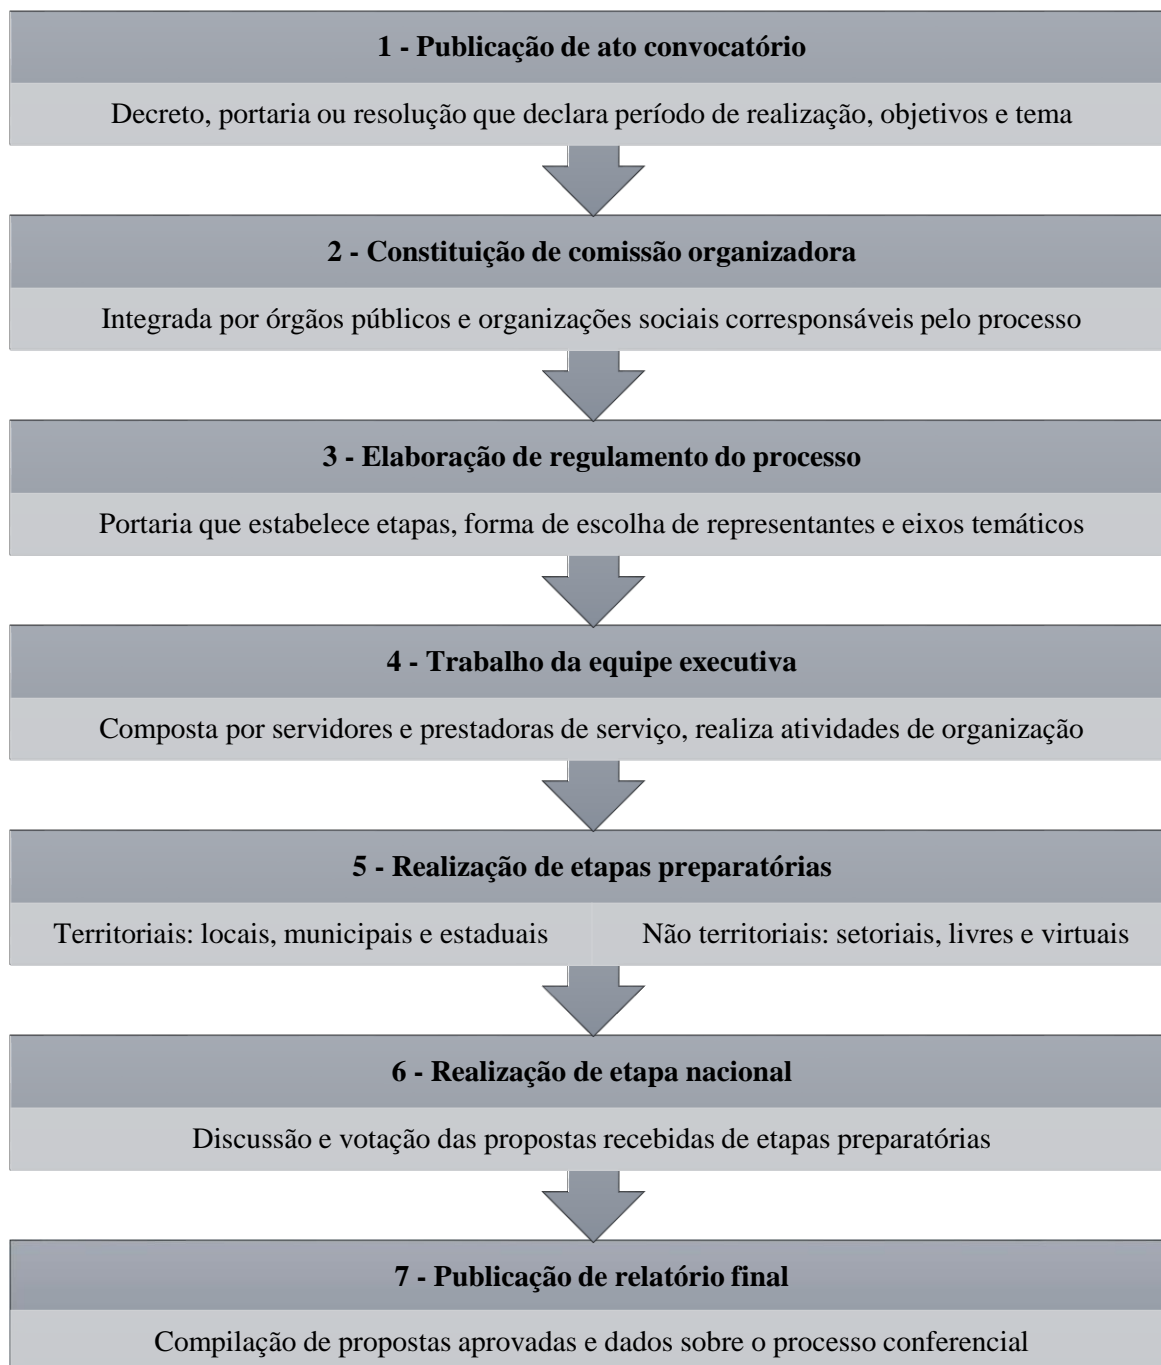 1 - Publicação de ato convocatório
Decreto, portaria ou resolução que declara período de realização, objetivos e tema
2 - Constituição de comissão organizadora
Integrada por órgãos públicos e organizações sociais corresponsáveis pelo processo
3 - Elaboração de regulamento do processo
Portaria que estabelece etapas, forma de escolha de representantes e eixos temáticos
4 - Trabalho da equipe executiva
Composta por servidores e prestadoras de serviço, realiza atividades de organização
5 - Realização de etapas preparatórias
Territoriais: locais, municipais e estaduais
Não territoriais: setoriais, livres e virtuais
6 - Realização de etapa nacional
Discussão e votação das propostas recebidas de etapas preparatórias
7 - Publicação de relatório final
Compilação de propostas aprovadas e dados sobre o processo conferencial